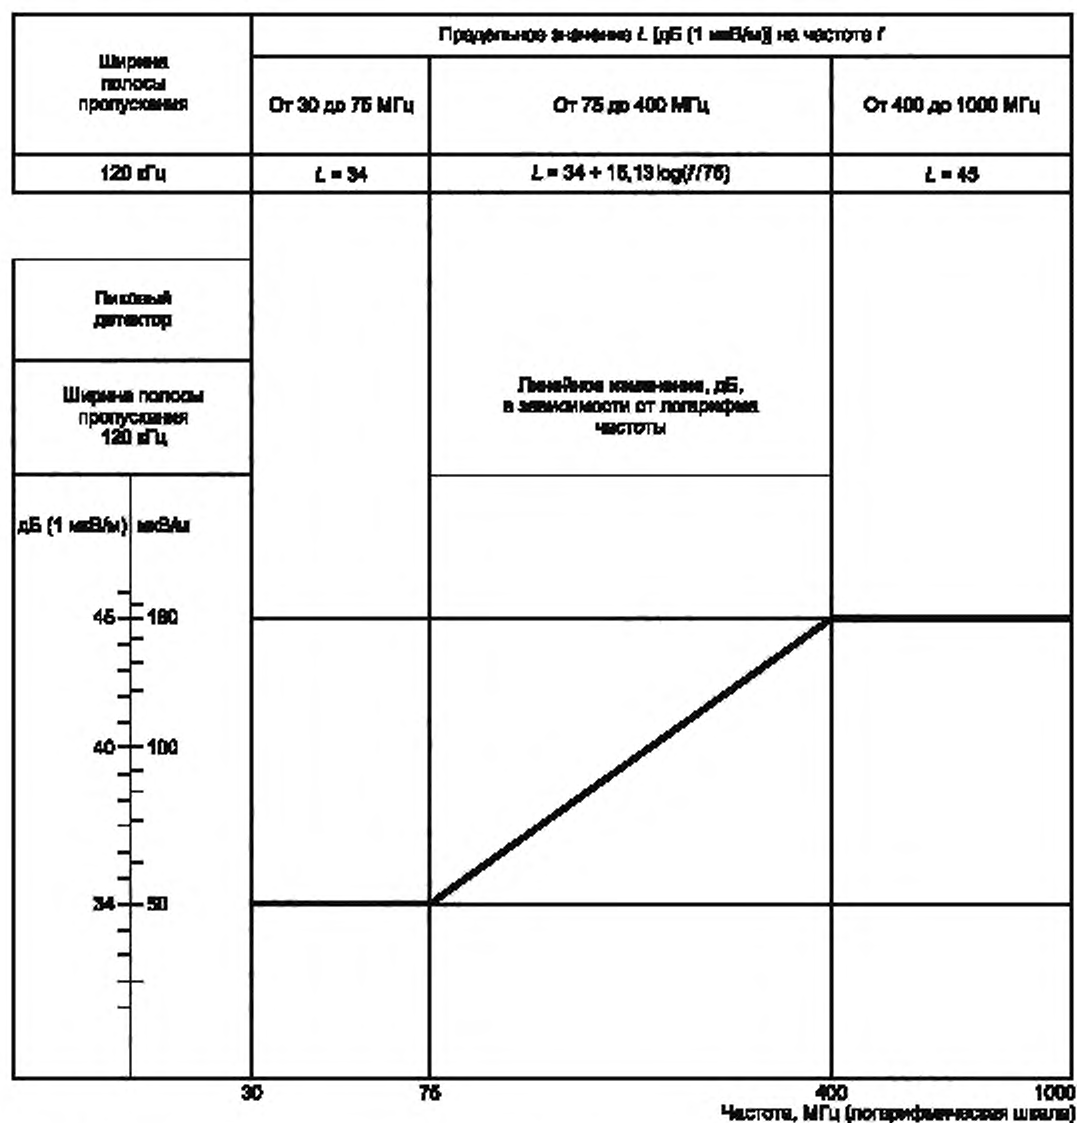 Предельное значение L [дБ (1 мкВ/м)] на частоте f
Ширина
полосы
пропускания
От 30 до 75 МГц
От 75 до 400 МГц
От 400 до 1000 МГц
120 кГц
L = 34
L = 34 + 15,13 log(f/75)
L = 45
Пиковый
детектор
Ширина полосы
пропускания
120 кГц
Линейное изменение, дБ,
в зависимости от логарифма
частоты
дБ (1 мкВ/м)
мкВ/м
45
180
40
100
34
50
30
75
400
1000
Частота, МГц (логарифмическая шкала)